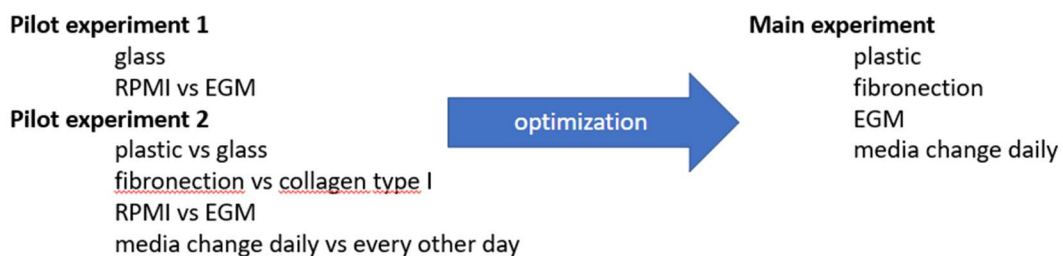 Pilot experiment 1
glass
RPMI vs EGM
Pilot experiment 2
plastic vs glass
fibronection vs collagen type I
RPMI vs EGM
media change daily vs every other day
optimization
Main experiment
plastic
fibronection
EGM
media change daily